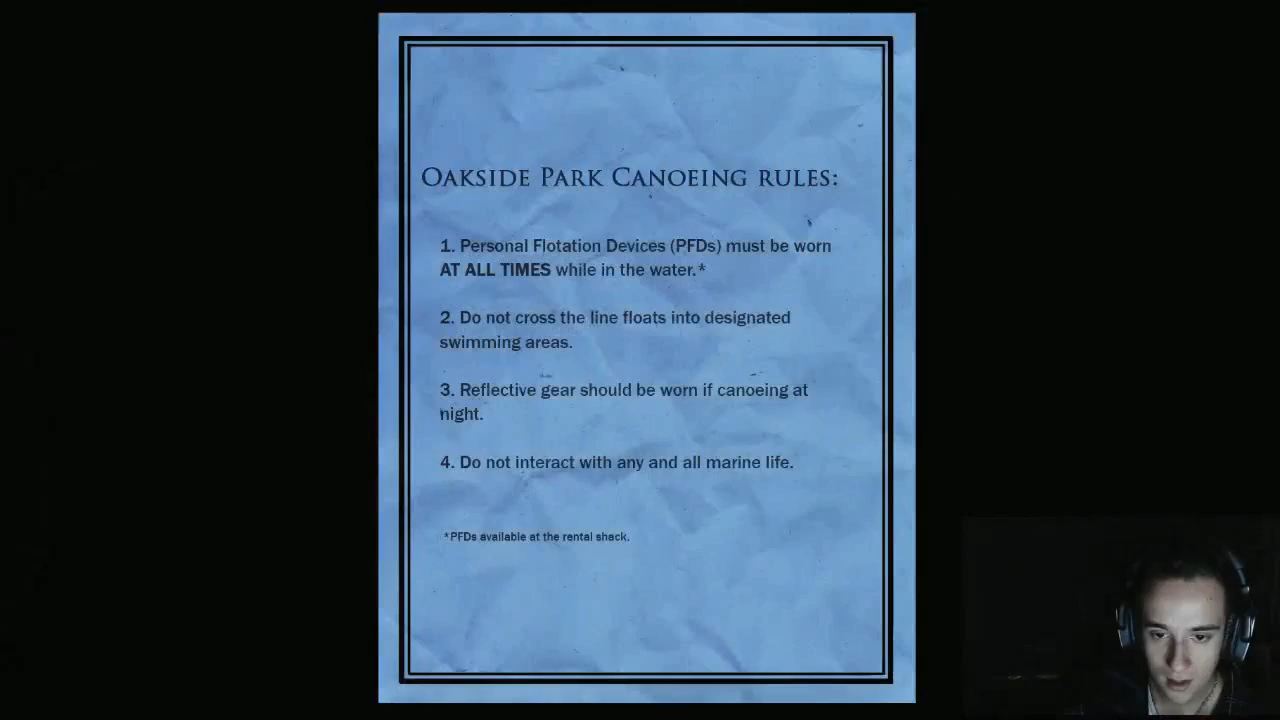 Oakside Park Canoeing rules:
1. Personal Flotation Devices (PFDs) must be worn
AT ALL TIMES while in the water.*
2. Do not cross the line floats into designated
swimming areas.
3. Reflective gear should be worn if canoeing at
night.
4. Do not interact with any and all marine life.
*PFDs available at the rental shack.